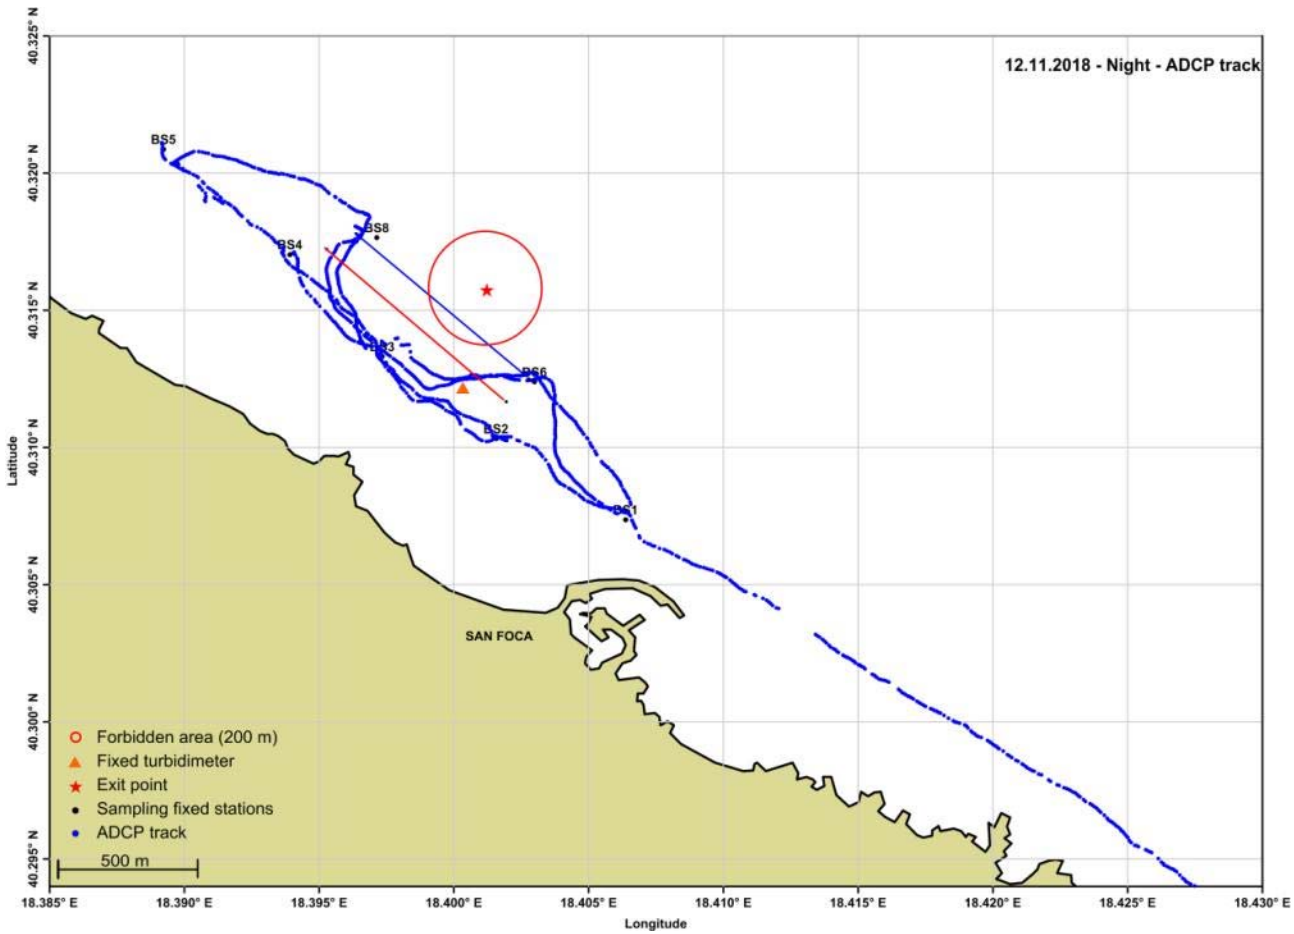 12.11.2018 - Night - ADCP track
40.325° N
40.320° N
40.315° N
40.310° N
40.305° N
40.300° N
40.295° N
Latitude
BS5
BS8
BS4
BS3
BS6
BS2
BS1
SAN FOCA
Forbidden area (200 m)
Fixed turbidimeter
Exit point
Sampling fixed stations
ADCP track
500 m
18.385° E
18.390° E
18.395° E
18.400° E
18.405° E
18.410° E
18.415° E
18.420° E
18.425° E
18.430° E
Longitude